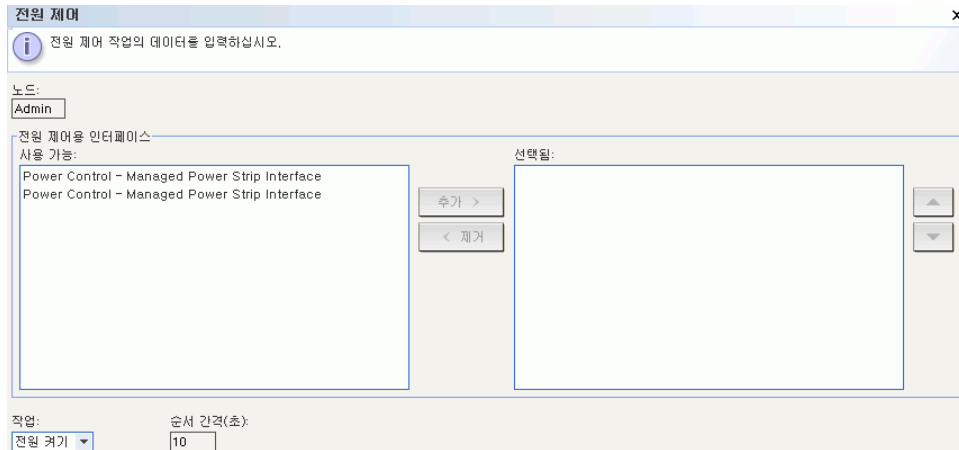 전원 제어
전원 제어 작업의 데이터를 입력하십시오.
노드:
Admin
전원 제어용 인터페이스
사용 가능:
Power Control - Managed Power Strip Interface
Power Control - Managed Power Strip Interface
추가 >
< 제거
선택됨:
작업:
전원 켜기
순서 간격(초):
10